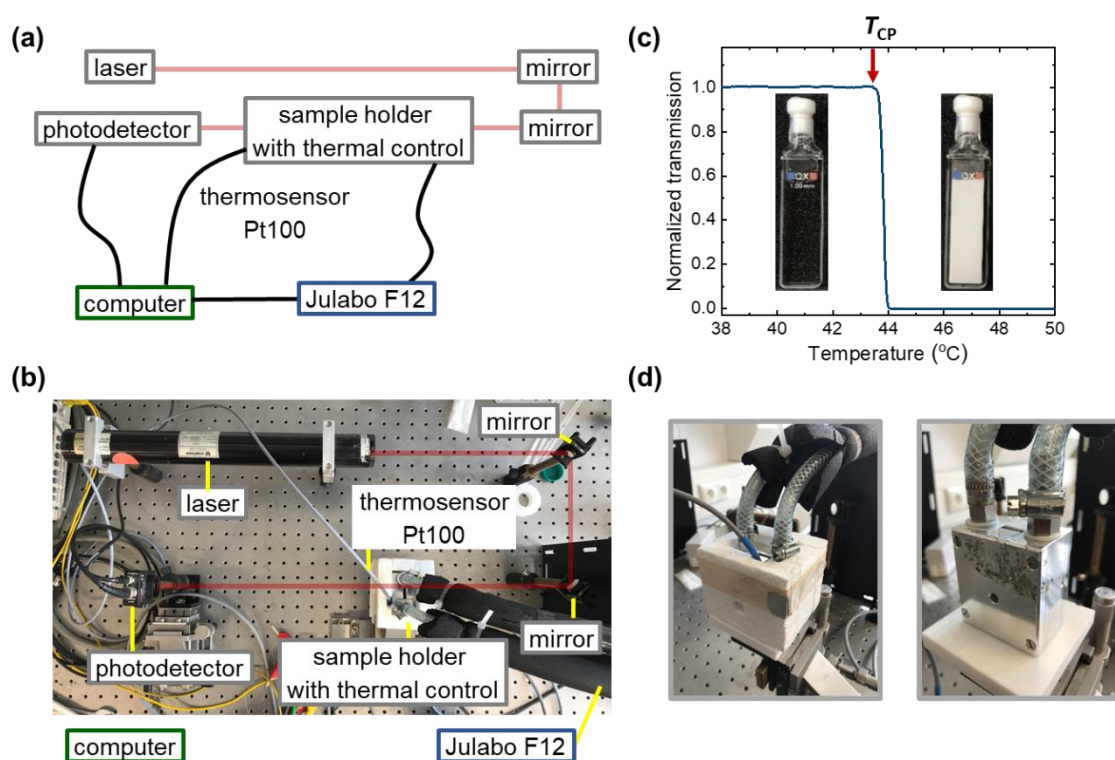 (a)
laser
mirror
photodetector
sample holder
with thermal control
mirror
thermosensor
Pt100
computer
Julabo F12
(b)
mirror
laser
thermosensor
Pt100
photodetector
sample holder
with thermal control
mirror
computer
Julabo F12
(c)
TCP
Normalized transmission
1.0
0.8
0.6
0.4
0.2
0.0
38 40 42 44 46 48 50
Temperature (°C)
(d)